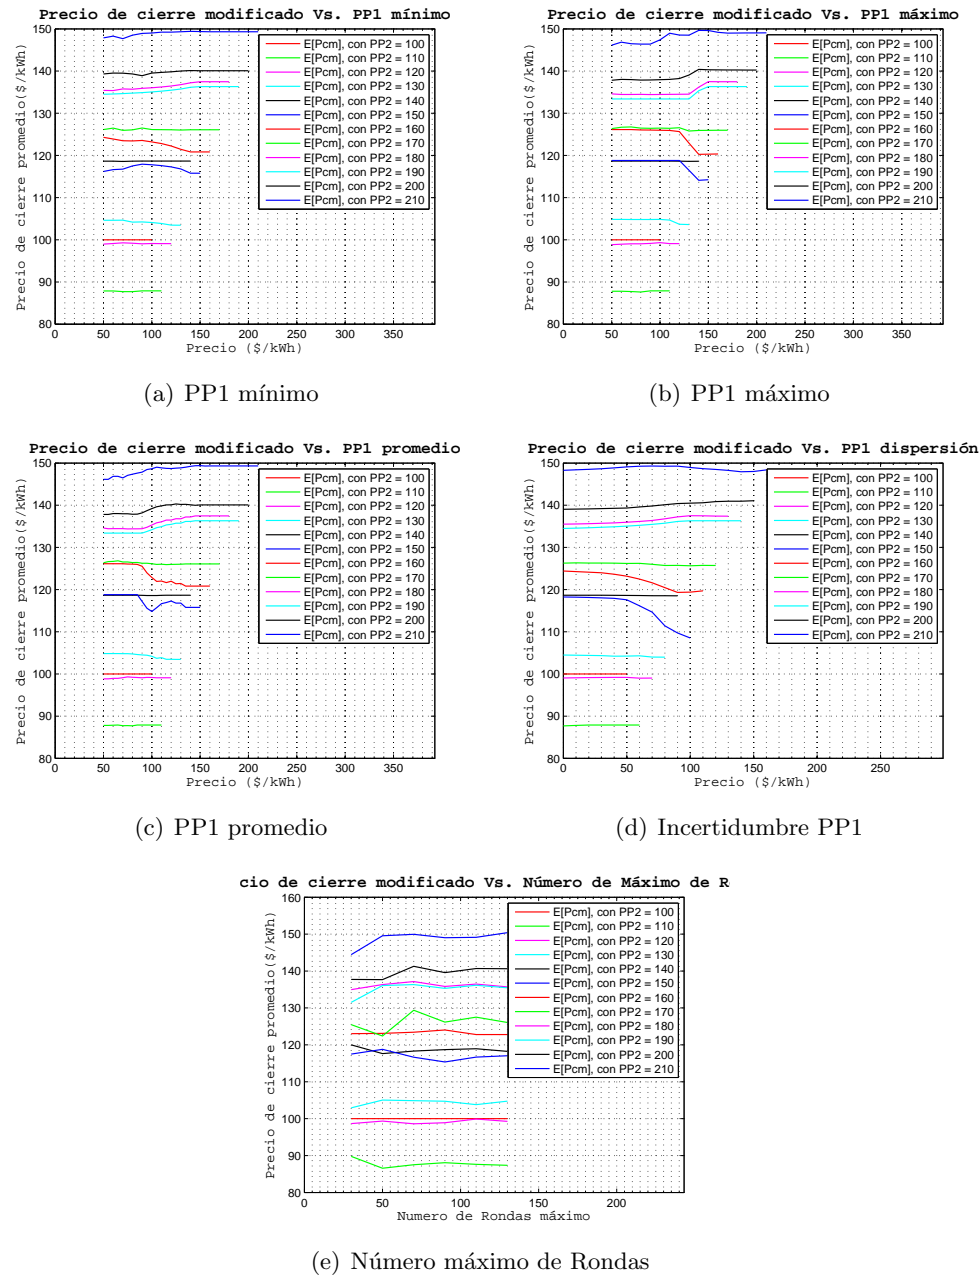 Precio de cierre modificado Vs. PP1 mínimo
Precio de cierre promedio($/kWh)
150
140
130
120
110
100
90
80
0 50 100 150 200 250 300 350
Precio ($/kWh)
E[Pcm], con PP2 = 100
E[Pcm], con PP2 = 110
E[Pcm], con PP2 = 120
E[Pcm], con PP2 = 130
E[Pcm], con PP2 = 140
E[Pcm], con PP2 = 150
E[Pcm], con PP2 = 160
E[Pcm], con PP2 = 170
E[Pcm], con PP2 = 180
E[Pcm], con PP2 = 190
E[Pcm], con PP2 = 200
E[Pcm], con PP2 = 210
(a) PP1 mínimo
Precio de cierre modificado Vs. PP1 máximo
Precio de cierre promedio($/kWh)
150
140
130
120
110
100
90
80
0 50 100 150 200 250 300 350
Precio ($/kWh)
E[Pcm], con PP2 = 100
E[Pcm], con PP2 = 110
E[Pcm], con PP2 = 120
E[Pcm], con PP2 = 130
E[Pcm], con PP2 = 140
E[Pcm], con PP2 = 150
E[Pcm], con PP2 = 160
E[Pcm], con PP2 = 170
E[Pcm], con PP2 = 180
E[Pcm], con PP2 = 190
E[Pcm], con PP2 = 200
E[Pcm], con PP2 = 210
(b) PP1 máximo
Precio de cierre modificado Vs. PP1 promedio
Precio de cierre promedio($/kWh)
150
140
130
120
110
100
90
80
0 50 100 150 200 250 300 350
Precio ($/kWh)
E[Pcm], con PP2 = 100
E[Pcm], con PP2 = 110
E[Pcm], con PP2 = 120
E[Pcm], con PP2 = 130
E[Pcm], con PP2 = 140
E[Pcm], con PP2 = 150
E[Pcm], con PP2 = 160
E[Pcm], con PP2 = 170
E[Pcm], con PP2 = 180
E[Pcm], con PP2 = 190
E[Pcm], con PP2 = 200
E[Pcm], con PP2 = 210
(c) PP1 promedio
Precio de cierre modificado Vs. PP1 dispersión
Precio de cierre promedio($/kWh)
150
140
130
120
110
100
90
80
0 50 100 150 200 250
Precio ($/kWh)
E[Pcm], con PP2 = 100
E[Pcm], con PP2 = 110
E[Pcm], con PP2 = 120
E[Pcm], con PP2 = 130
E[Pcm], con PP2 = 140
E[Pcm], con PP2 = 150
E[Pcm], con PP2 = 160
E[Pcm], con PP2 = 170
E[Pcm], con PP2 = 180
E[Pcm], con PP2 = 190
E[Pcm], con PP2 = 200
E[Pcm], con PP2 = 210
(d) Incertidumbre PP1
cio de cierre modificado Vs. Número de Máximo de R
Precio de cierre promedio($/kWh)
160
150
140
130
120
110
100
90
80
0 50 100 150 200
Numero de Rondas máximo
E[Pcm], con PP2 = 100
E[Pcm], con PP2 = 110
E[Pcm], con PP2 = 120
E[Pcm], con PP2 = 130
E[Pcm], con PP2 = 140
E[Pcm], con PP2 = 150
E[Pcm], con PP2 = 160
E[Pcm], con PP2 = 170
E[Pcm], con PP2 = 180
E[Pcm], con PP2 = 190
E[Pcm], con PP2 = 200
E[Pcm], con PP2 = 210
(e) Número máximo de Rondas